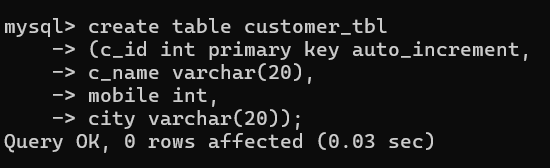 mysql> create table customer_tbl
    -> (c_id int primary key auto_increment,
    -> c_name varchar(20),
    -> mobile int,
    -> city varchar(20));
Query OK, 0 rows affected (0.03 sec)